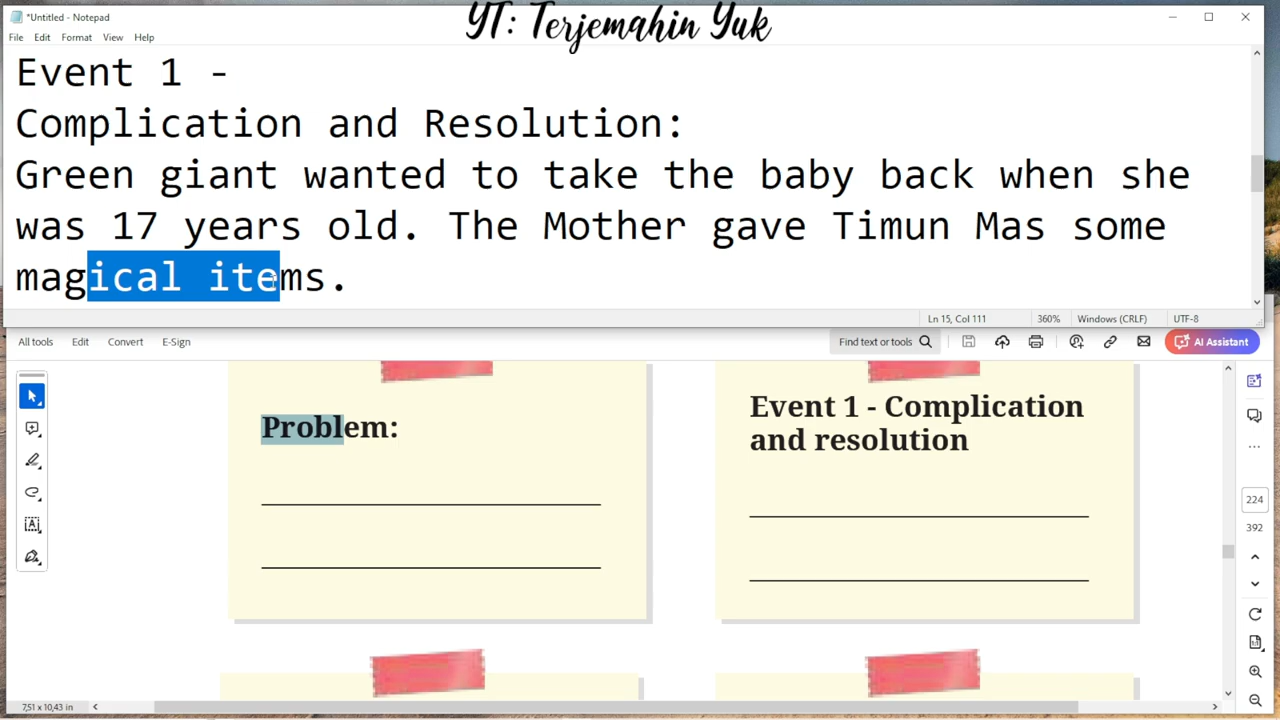 *Untitled - Notepad
YT: Terjemahin Yuk
File Edit Format View Help
Event 1 -
Complication and Resolution:
Green giant wanted to take the baby back when she
was 17 years old. The Mother gave Timun Mas some
magical items.
Ln 15, Col 111 360% Windows (CRLF) UTF-8
All tools Edit Convert E-Sign Find text or tools AI Assistant
Problem:
Event 1 - Complication
and resolution
224
392
7,51 x 10,43 in